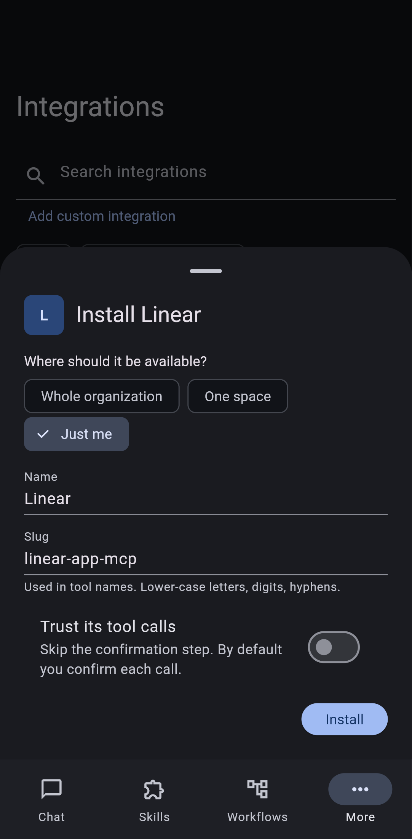 Integrations
Search integrations
Add custom integration
L
Install Linear
Where should it be available?
Whole organization
One space
Just me
Name
Linear
Slug
linear-app-mcp
Used in tool names. Lower-case letters, digits, hyphens.
Trust its tool calls
Skip the confirmation step. By default
you confirm each call.
Install
Chat
Skills
Workflows
More